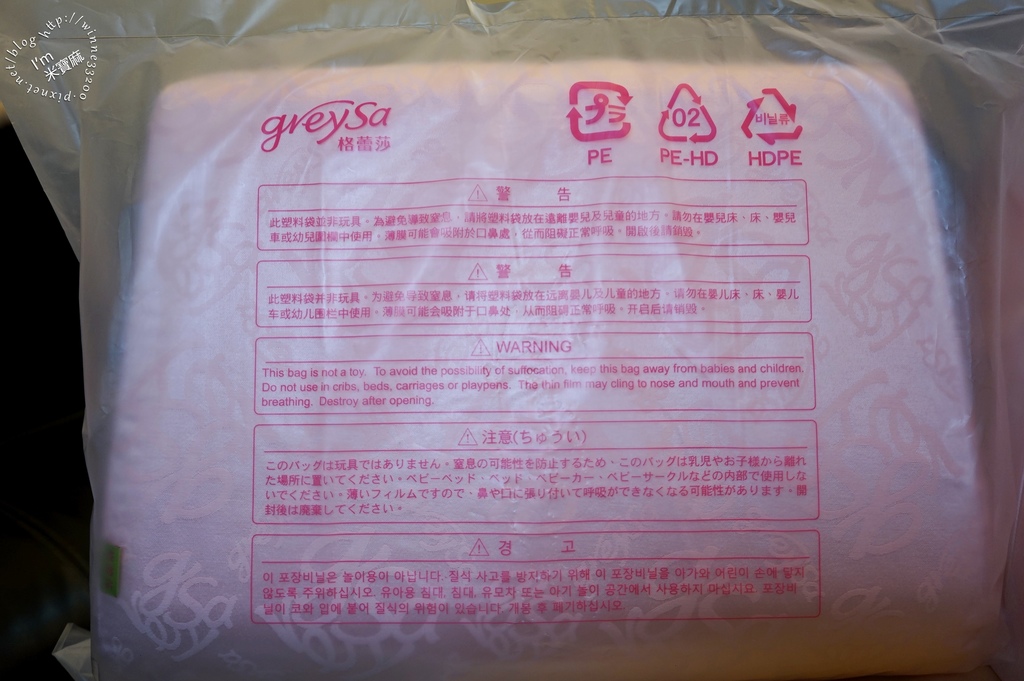 blog http://winne33200.pixnet.net/
I'm
米寶麻
greySa
格蕾莎
プラ
PE
02
PE-HD
비닐류
HDPE
警 告
此塑料袋並非玩具。為避免導致窒息，請將塑料袋放在遠離嬰兒及兒童的地方。請勿在嬰兒床、床、嬰兒
車或幼兒圍欄中使用。薄膜可能會吸附於口鼻處，從而阻礙正常呼吸。開啟後請銷毀。
警 告
此塑料袋并非玩具。为避免导致窒息，请将塑料袋放在远离婴儿及儿童的地方。请勿在婴儿床、床、婴儿
车或幼儿围栏中使用。薄膜可能会吸附于口鼻处，从而阻碍正常呼吸。开启后请销毁。
WARNING
This bag is not a toy. To avoid the possibility of suffocation, keep this bag away from babies and children.
Do not use in cribs, beds, carriages or playpens. The thin film may cling to nose and mouth and prevent
breathing. Destroy after opening.
注意(ちゅうい)
このバッグは玩具ではありません。窒息の可能性を防止するため、このバッグは乳児やお子様から離れ
た場所に置いてください。ベビーベッド、ベッド、ベビーカー、ベビーサークルなどの内部で使用しな
いでください。薄いフィルムですので、鼻や口に張り付いて呼吸ができなくなる可能性があります。開
封後は廃棄してください。
경 고
이 포장비닐은 놀이용이 아닙니다. 질식 사고를 방지하기 위해 이 포장비닐을 아가와 어린이 손에 닿지
않도록 주위하십시오. 유아용 침대, 침대, 유모차 또는 아기 놀이 공간에서 사용하지 마십시요. 포장비
닐이 코와 입에 붙어 질식의 위험이 있습니다. 개봉 후 폐기하십시오.